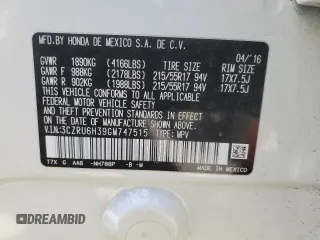 MFD.BY HONDA DE MEXICO S.A. DE C.V.
04/16
GVWR 1890KG (4166LBS) TIRE SIZE RIM
GAWR F 988KG (2178LBS) 215/55R17 94V 17X7.5J
GAWR R 902KG (1988LBS) 215/55R17 94V 17X7.5J
THIS VEHICLE CONFORMS TO ALL APPLICABLE FEDERAL MOTOR VEHICLE SAFETY, BUMPER, AND THEFT PREVENTION STANDARDS IN EFFECT ON THE DATE OF MANUFACTURE SHOWN ABOVE.
V.I.N:3CZRU6H39GM747515 TYPE: MPV
T7X G AA6 -NH788P -B -W
MADE IN MEXICO
DREAMBID